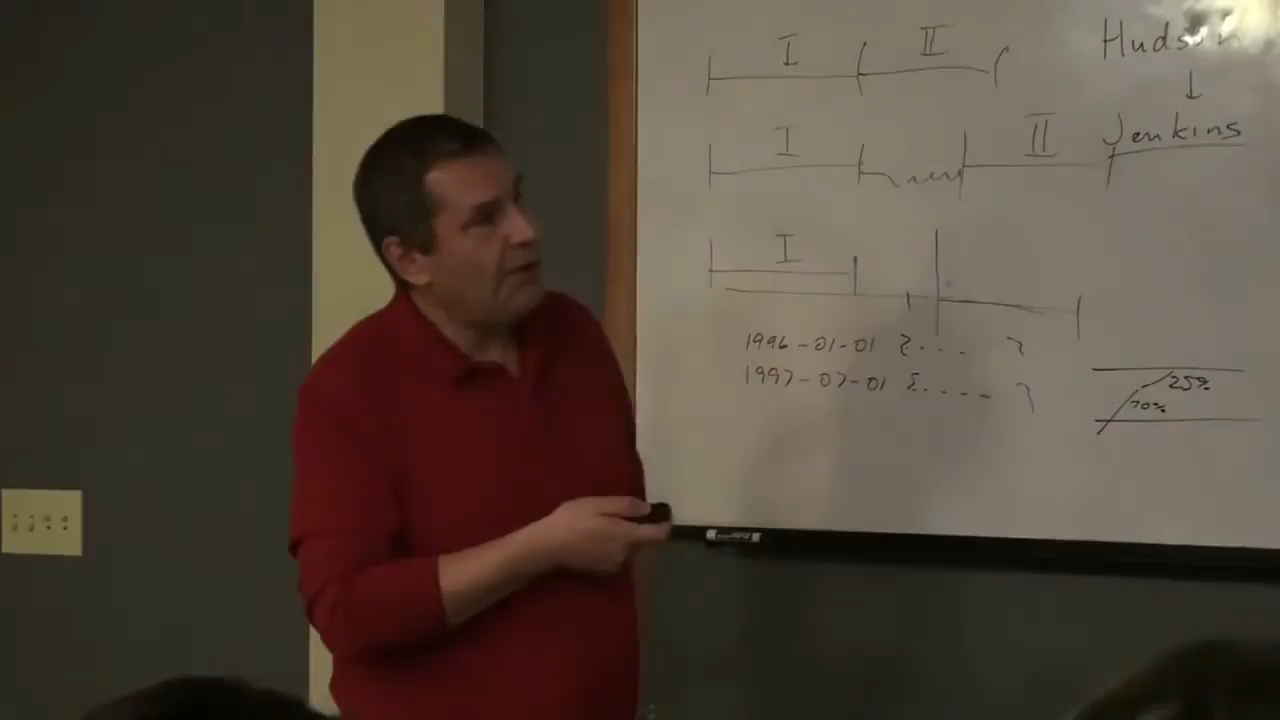 I II
Hudson
↓
I II
Jenkins
I
1996-01-01 {.... }
1997-07-01 {..... }
25%
70%